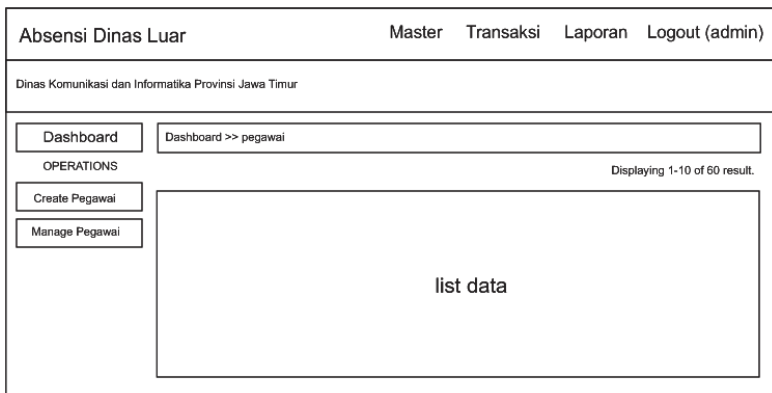 Absensi Dinas Luar Master Transaksi Laporan Logout (admin)
Dinas Komunikasi dan Informatika Provinsi Jawa Timur
Dashboard Dashboard >> pegawai
OPERATIONS Displaying 1-10 of 60 result.
Create Pegawai
Manage Pegawai
list data